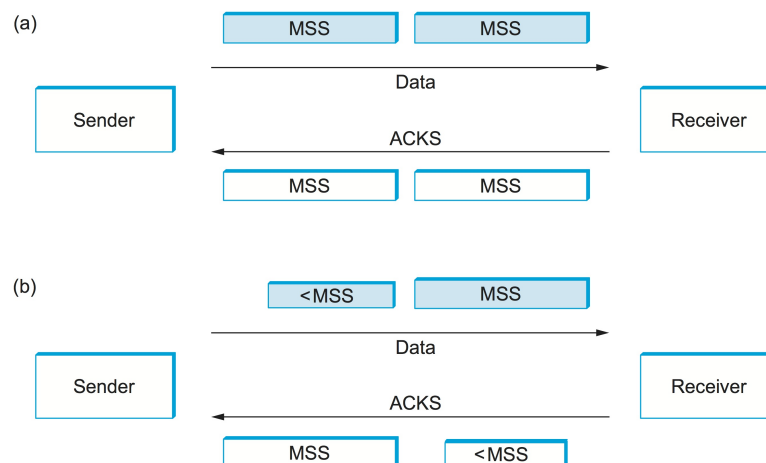 (a)
MSS MSS
Data
Sender Receiver
ACKS
MSS MSS
(b)
<MSS MSS
Data
Sender Receiver
ACKS
MSS <MSS